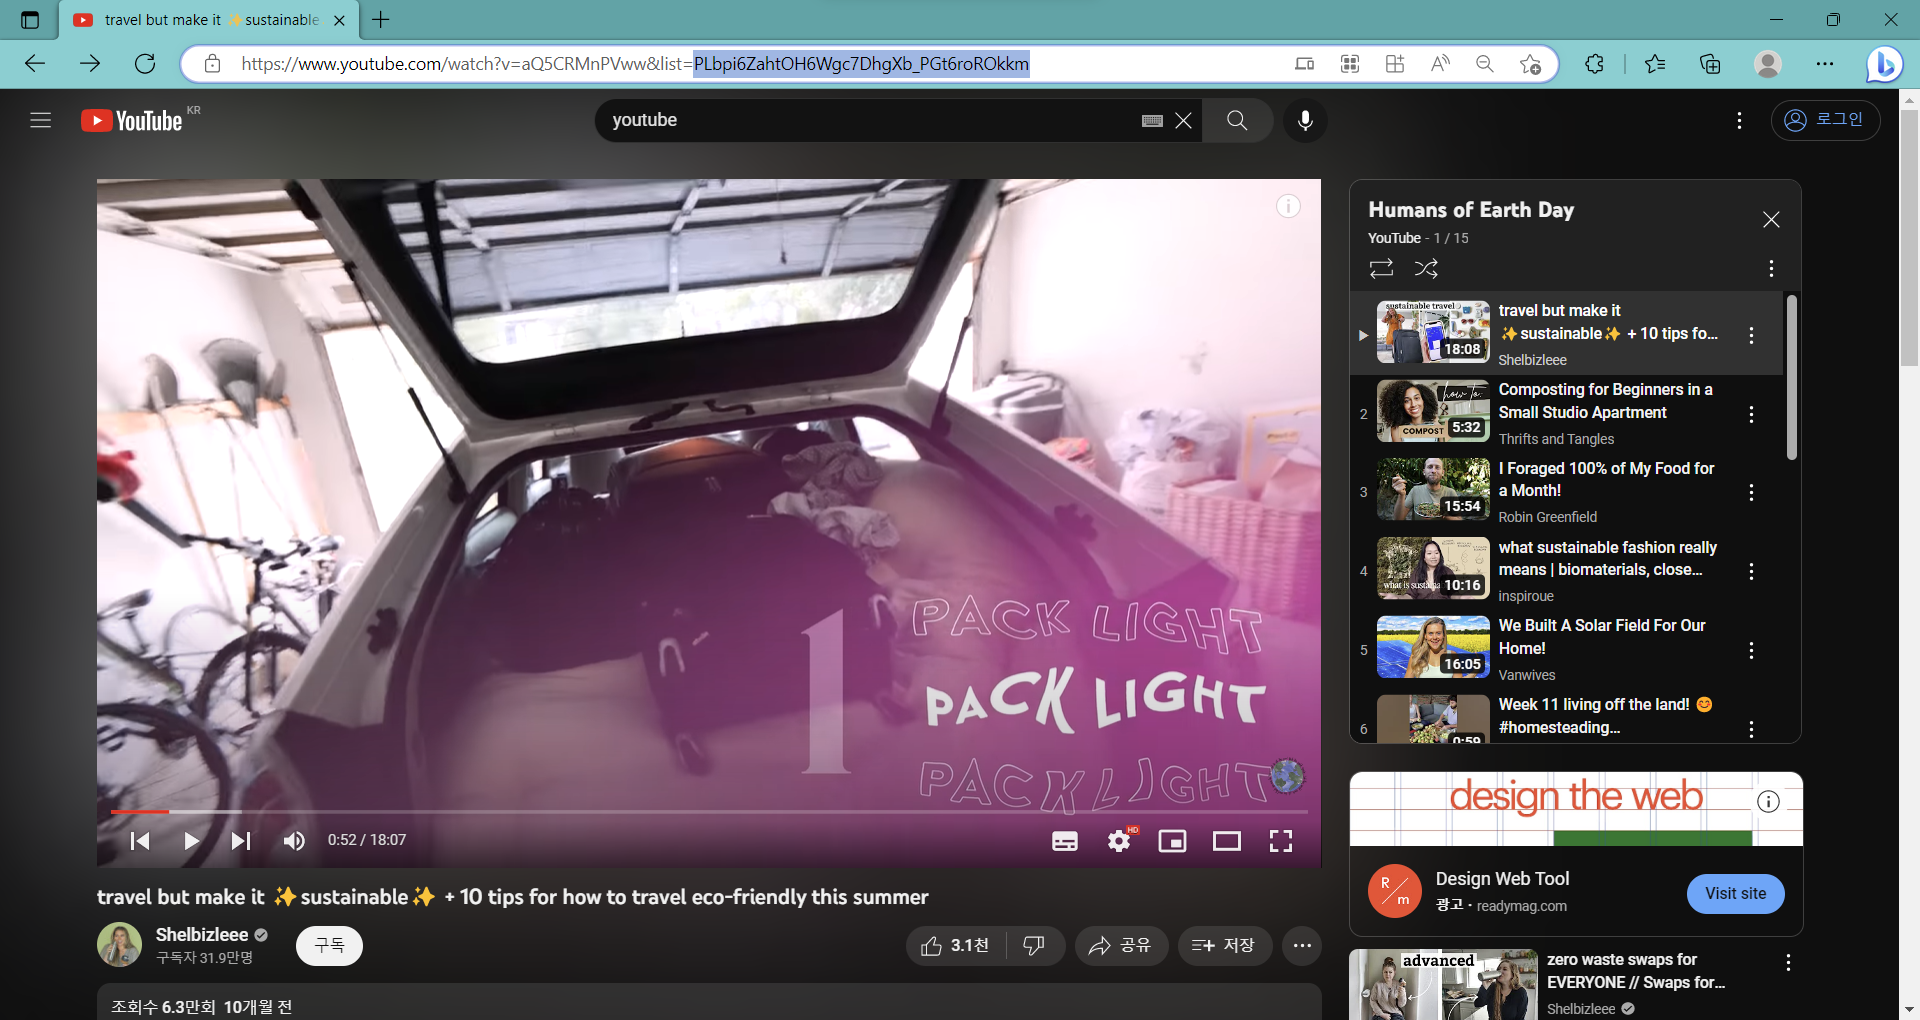 travel but make it ✨sustainable
https://www.youtube.com/watch?v=aQ5CRMnPVww&list=PLbpi6ZahtOH6Wgc7DhgXb_PGt6roROkkm
YouTube KR
youtube
로그인
PACK LIGHT
PACK LIGHT
PACK LIGHT
1
0:52 / 18:07
HD
travel but make it ✨sustainable✨ + 10 tips for how to travel eco-friendly this summer
Shelbizleee
구독자 31.9만명
구독
3.1천
공유
저장
조회수 6.3만회 10개월 전
Humans of Earth Day
YouTube - 1 / 15
sustainable travel
18:08
travel but make it
✨sustainable✨ + 10 tips fo...
Shelbizleee
2
how to:
COMPOST
5:32
Composting for Beginners in a
Small Studio Apartment
Thrifts and Tangles
3
15:54
I Foraged 100% of My Food for
a Month!
Robin Greenfield
4
10:16
what sustainable fashion really
means | biomaterials, close...
inspiroue
5
16:05
We Built A Solar Field For Our
Home!
Vanwives
6
0:59
Week 11 living off the land! 😊
#homesteading...
design the web
R/m
Design Web Tool
광고 · readymag.com
Visit site
advanced
zero waste swaps for
EVERYONE // Swaps for...
Shelbizleee